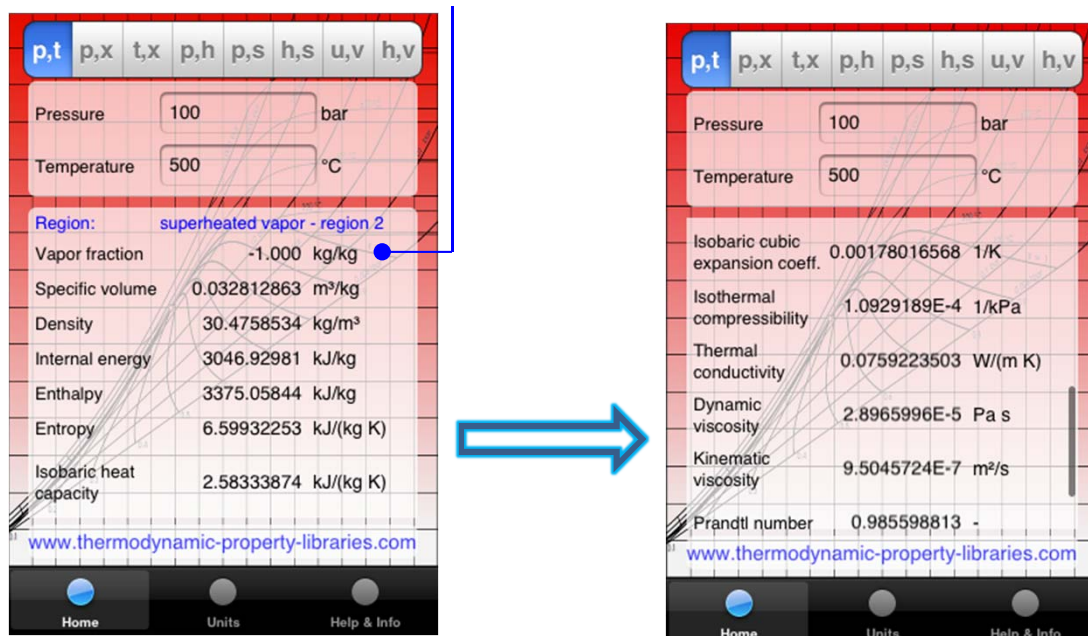 p,t p,x t,x p,h p,s h,s u,v h,v
Pressure 100 bar
Temperature 500 °C
Region: superheated vapor - region 2
Vapor fraction -1.000 kg/kg
Specific volume 0.032812863 m³/kg
Density 30.4758534 kg/m³
Internal energy 3046.92981 kJ/kg
Enthalpy 3375.05844 kJ/kg
Entropy 6.59932253 kJ/(kg K)
Isobaric heat
capacity 2.58333874 kJ/(kg K)
www.thermodynamic-property-libraries.com
Home Units Help & Info
p,t p,x t,x p,h p,s h,s u,v h,v
Pressure 100 bar
Temperature 500 °C
Isobaric cubic
expansion coeff. 0.00178016568 1/K
Isothermal
compressibility 1.0929189E-4 1/kPa
Thermal
conductivity 0.0759223503 W/(m K)
Dynamic
viscosity 2.8965996E-5 Pa s
Kinematic
viscosity 9.5045724E-7 m²/s
Prandtl number 0.985598813 -
www.thermodynamic-property-libraries.com
Home Units Help & Info